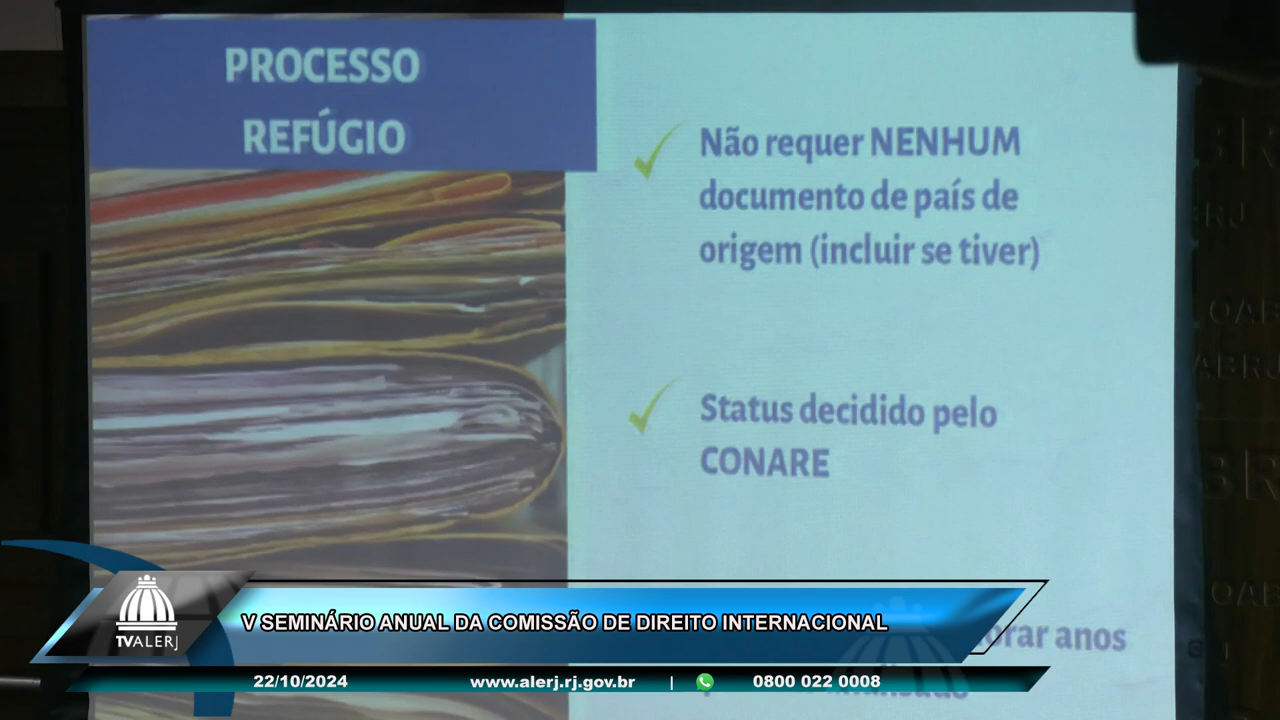 PROCESSO
REFÚGIO
Não requer NENHUM
documento de país de
origem (incluir se tiver)
Status decidido pelo
CONARE
anos
V SEMINÁRIO ANUAL DA COMISSÃO DE DIREITO INTERNACIONAL
TVALERJ
22/10/2024 www.alerj.rj.gov.br | 0800 022 0008